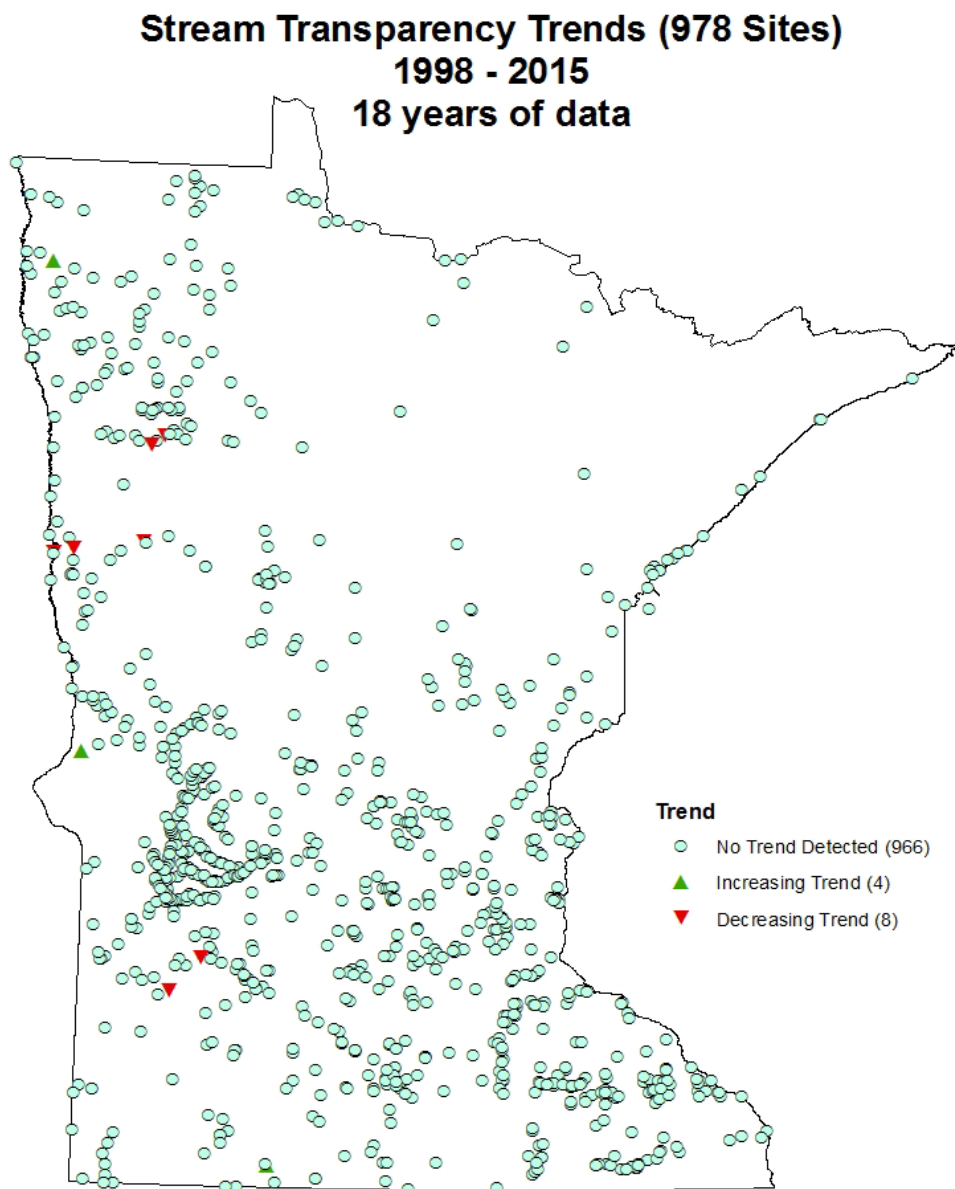 Stream Transparency Trends (978 Sites)
1998 - 2015
18 years of data
Trend
No Trend Detected (966)
Increasing Trend (4)
Decreasing Trend (8)